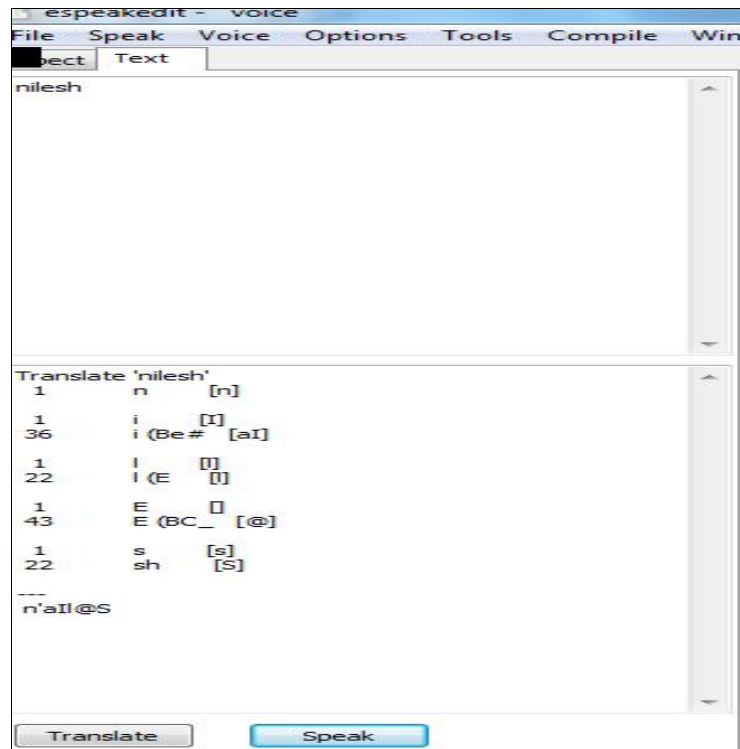 espeakedit - voice
File Speak Voice Options Tools Compile Win
pect Text
nilesh
Translate 'nilesh'
1 n [n]
1 i [I]
36 i (Be# [aI]
1 l [l]
22 l (E [l]
1 E []
43 E (BC_ [@]
1 s [s]
22 sh [S]
---
n'aIl@S
Translate Speak